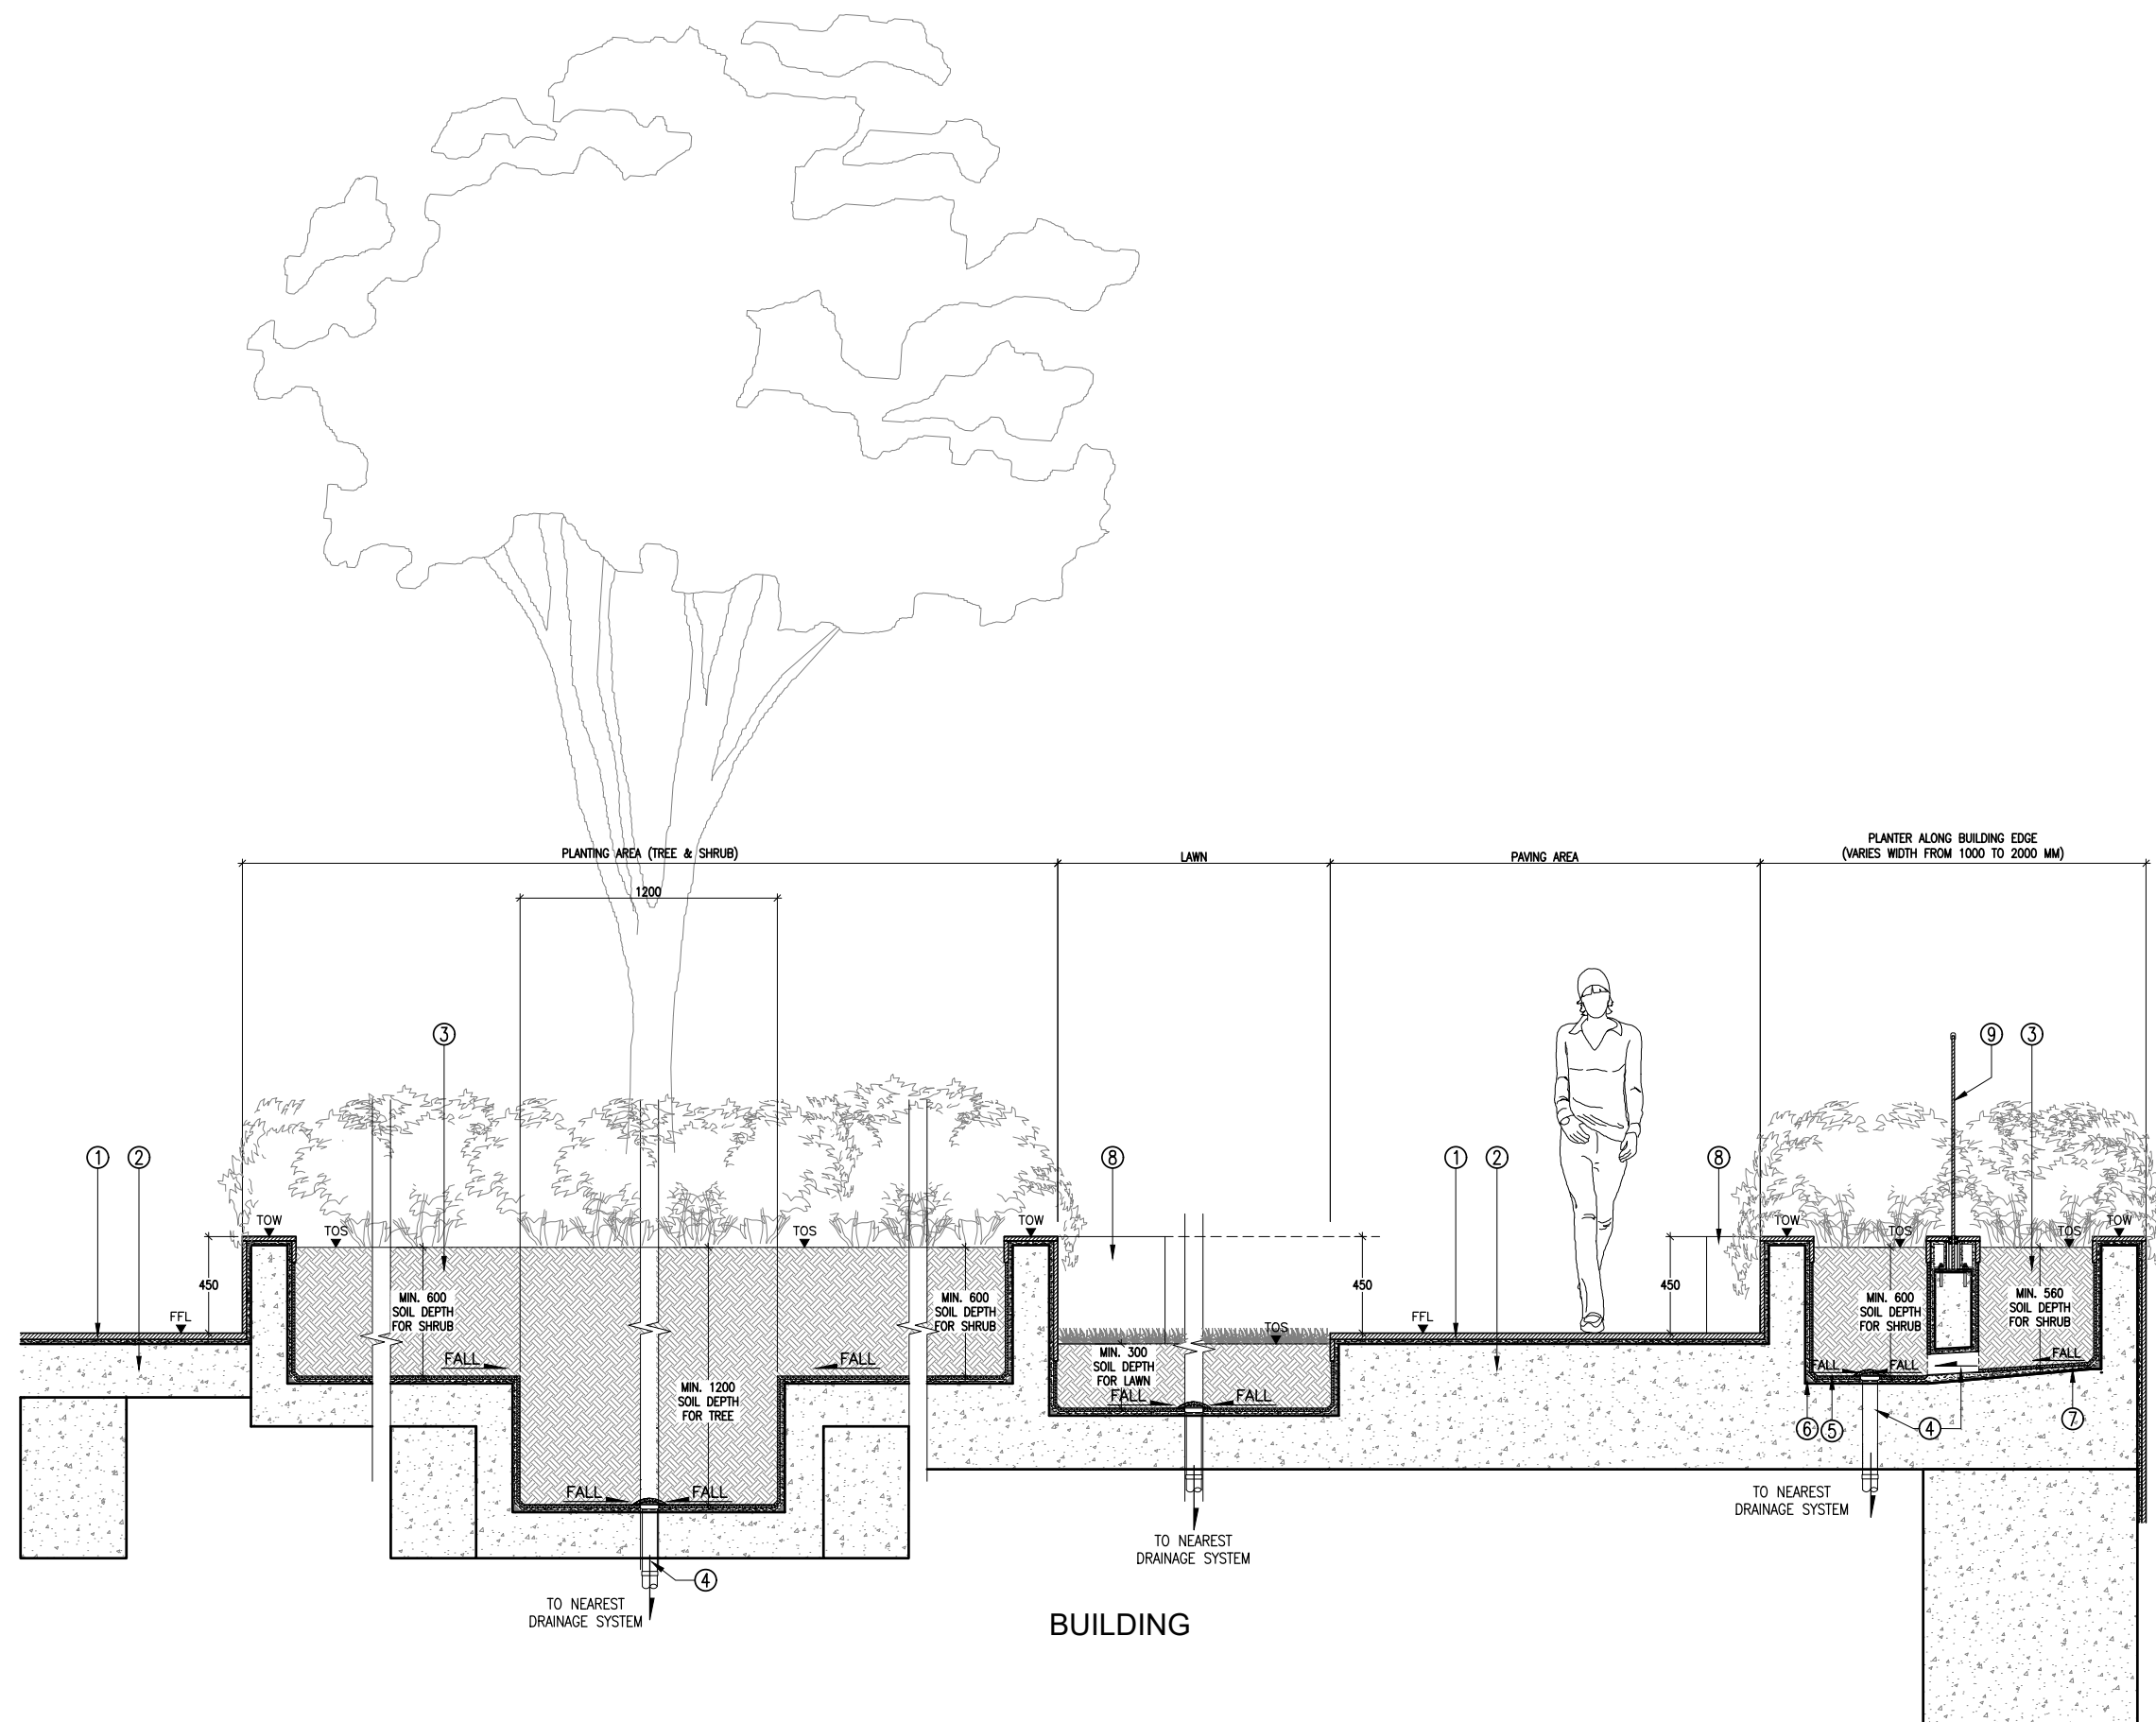 PLANTER ALONG BUILDING EDGE
(VARIES WIDTH FROM 1000 TO 2000 MM)
PLANTING AREA (TREE & SHRUB)
LAWN
PAVING AREA
1200
3
9
3
1
2
8
1
2
8
TOW
TOS
TOS
TOW
TOW
TOS
TOS
TOW
450
FFL
MIN. 600
SOIL DEPTH
FOR SHRUB
MIN. 600
SOIL DEPTH
FOR SHRUB
450
FFL
450
TOS
MIN. 600
SOIL DEPTH
FOR SHRUB
MIN. 560
SOIL DEPTH
FOR SHRUB
FALL
FALL
MIN. 1200
SOIL DEPTH
FOR TREE
MIN. 300
SOIL DEPTH
FOR LAWN
FALL
FALL
FALL
FALL
FALL
6
5
4
7
FALL
FALL
TO NEAREST
DRAINAGE SYSTEM
TO NEAREST
DRAINAGE SYSTEM
4
TO NEAREST
DRAINAGE SYSTEM
BUILDING